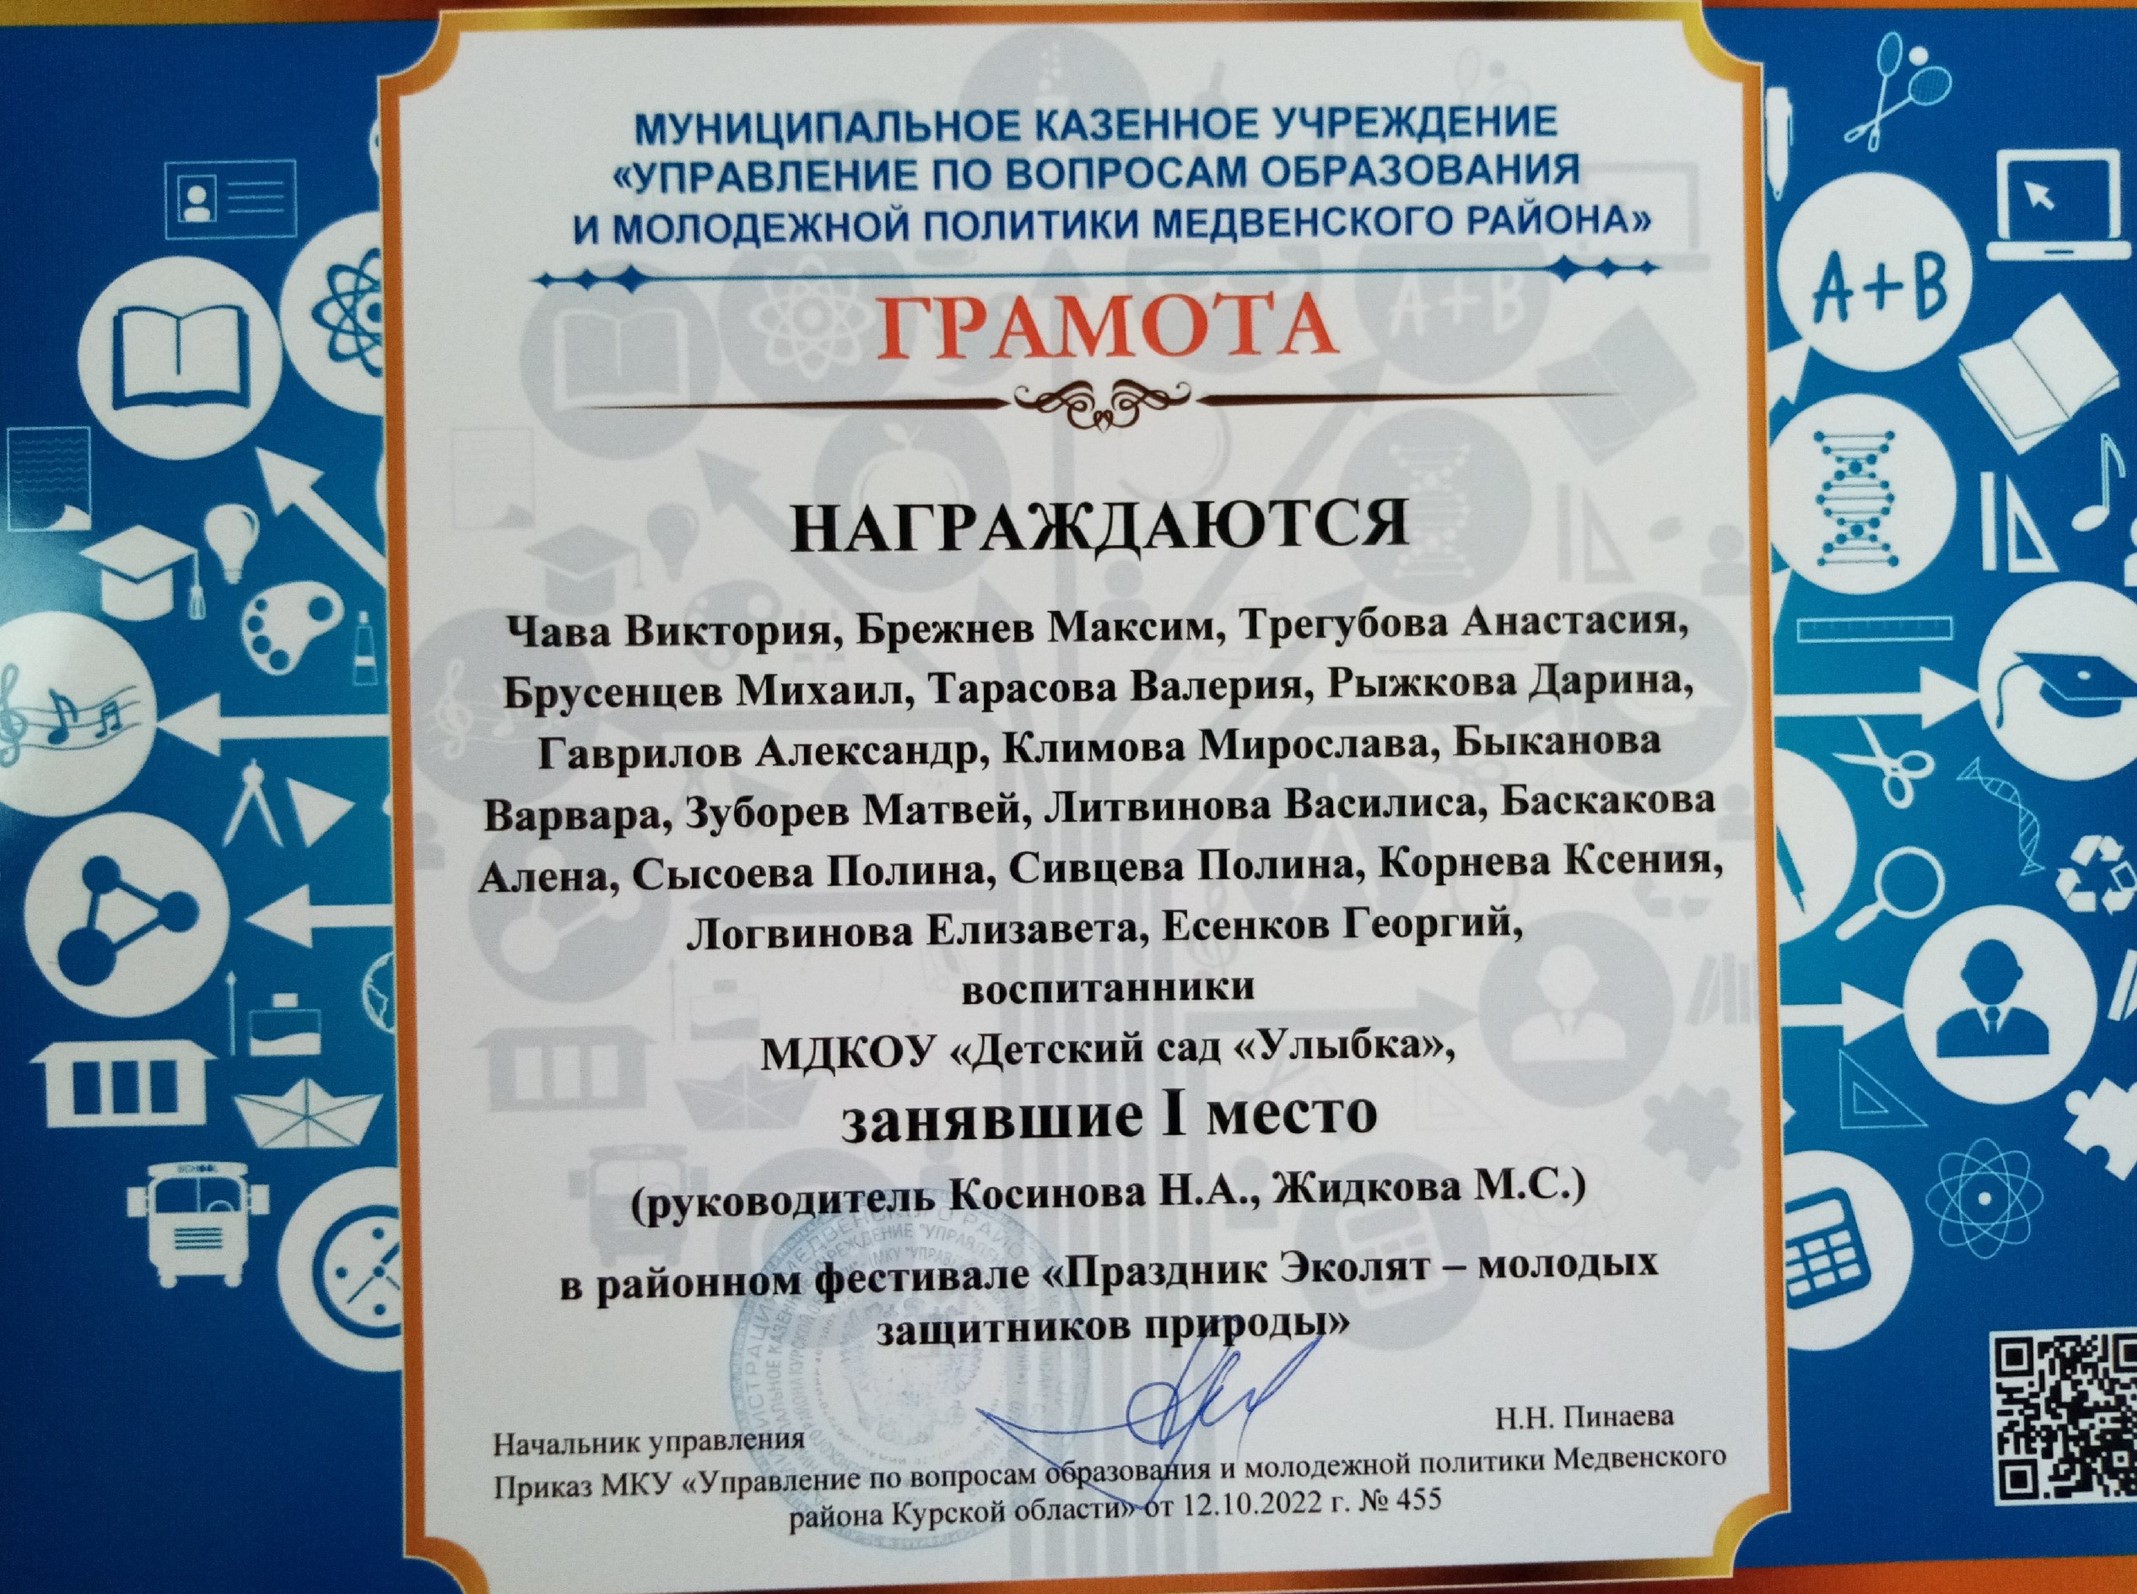 МУНИЦИПАЛЬНОЕ КАЗЕННОЕ УЧРЕЖДЕНИЕ
«УПРАВЛЕНИЕ ПО ВОПРОСАМ ОБРАЗОВАНИЯ
И МОЛОДЕЖНОЙ ПОЛИТИКИ МЕДВЕНСКОГО РАЙОНА»
ГРАМОТА
A+B
НАГРАЖДАЮТСЯ
Чава Виктория, Брежнев Максим, Трегубова Анастасия,
Брусенцев Михаил, Тарасова Валерия, Рыжкова Дарина,
Гаврилов Александр, Климова Мирослава, Быканова
Варвара, Зуборев Матвей, Литвинова Василиса, Баскакова
Алена, Сысоева Полина, Сивцева Полина, Корнева Ксения,
Логвинова Елизавета, Есенков Георгий,
воспитанники
МДКОУ «Детский сад «Улыбка»,
занявшие I место
(руководитель Косинова Н.А., Жидкова М.С.)
SCHOOL
в районном фестивале «Праздник Эколят – молодых
защитников природы»
Начальник управления Н.Н. Пинаева
Приказ МКУ «Управление по вопросам образования и молодежной политики Медвенского
района Курской области» от 12.10.2022 г. № 455